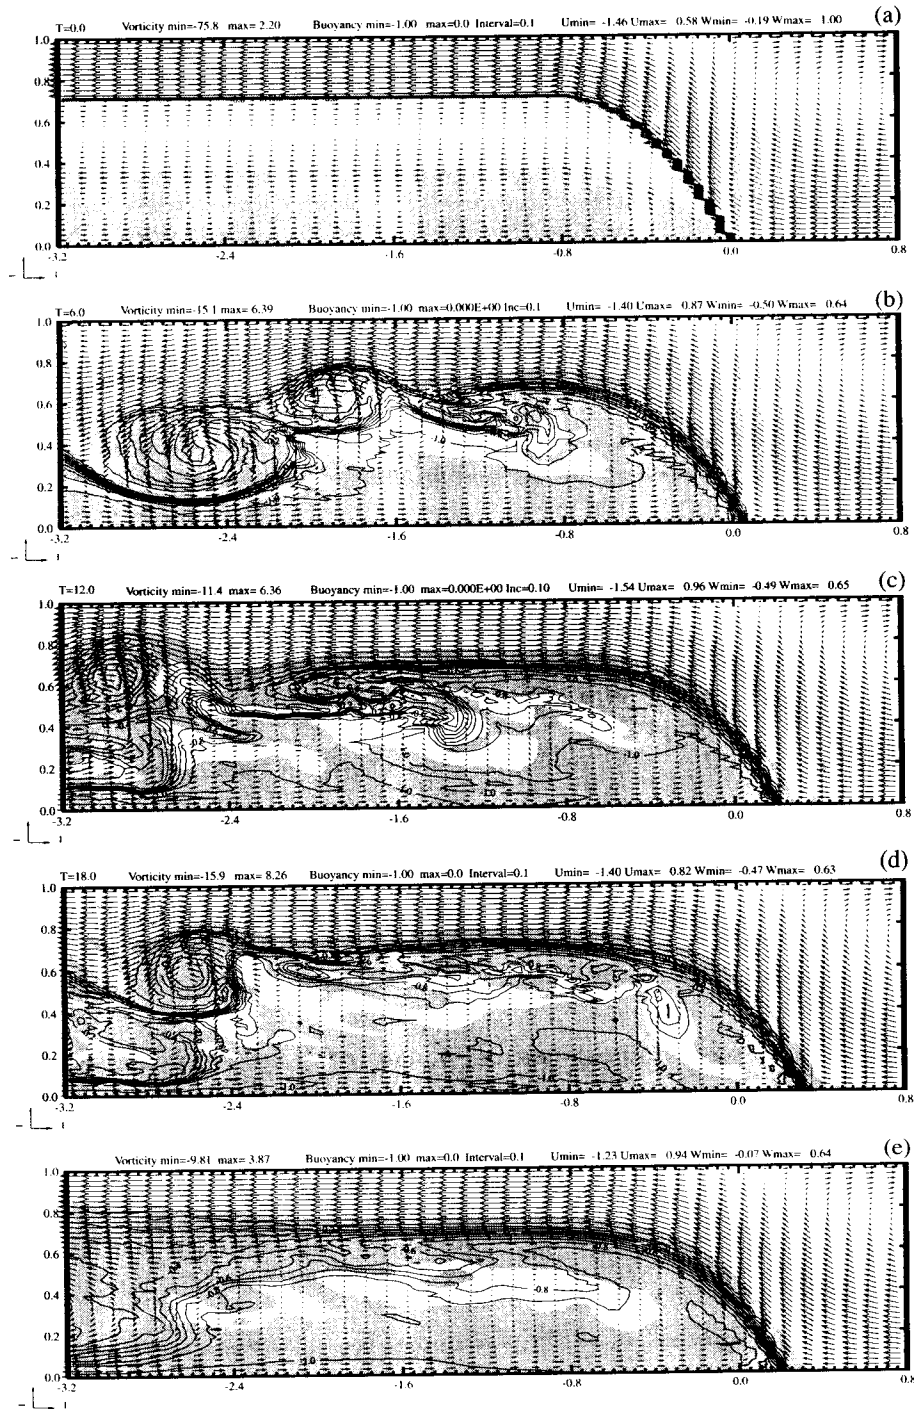 (a)
T=0.0 Vorticity min=-75.8 max= 2.20 Buoyancy min=-1.00 max=0.0 Interval=0.1 Umin= -1.46 Umax= 0.58 Wmin= -0.19 Wmax= 1.00
1.0
0.8
0.6
0.4
0.2
0.0
-3.2 -2.4 -1.6 -0.8 0.0 0.8
(b)
T=6.0 Vorticity min=-15.1 max= 6.39 Buoyancy min=-1.00 max=0.000E+00 Inc=0.1 Umin= -1.40 Umax= 0.87 Wmin= -0.50 Wmax= 0.64
1.0
0.8
0.6
0.4
0.2
0.0
-3.2 -2.4 -1.6 -0.8 0.0 0.8
(c)
T=12.0 Vorticity min=-11.4 max= 6.36 Buoyancy min=-1.00 max=0.000E+00 Inc=0.10 Umin= -1.54 Umax= 0.96 Wmin= -0.49 Wmax= 0.65
1.0
0.8
0.6
0.4
0.2
0.0
-3.2 -2.4 -1.6 -0.8 0.0 0.8
(d)
T=18.0 Vorticity min=-15.9 max= 8.26 Buoyancy min=-1.00 max=0.0 Interval=0.1 Umin= -1.40 Umax= 0.82 Wmin= -0.47 Wmax= 0.63
1.0
0.8
0.6
0.4
0.2
0.0
-3.2 -2.4 -1.6 -0.8 0.0 0.8
(e)
Vorticity min=-9.81 max= 3.87 Buoyancy min=-1.00 max=0.0 Interval=0.1 Umin= -1.23 Umax= 0.94 Wmin= -0.07 Wmax= 0.64
1.0
0.8
0.6
0.4
0.2
0.0
-0.8
-1.0
-3.2 -2.4 -1.6 -0.8 0.0 0.8